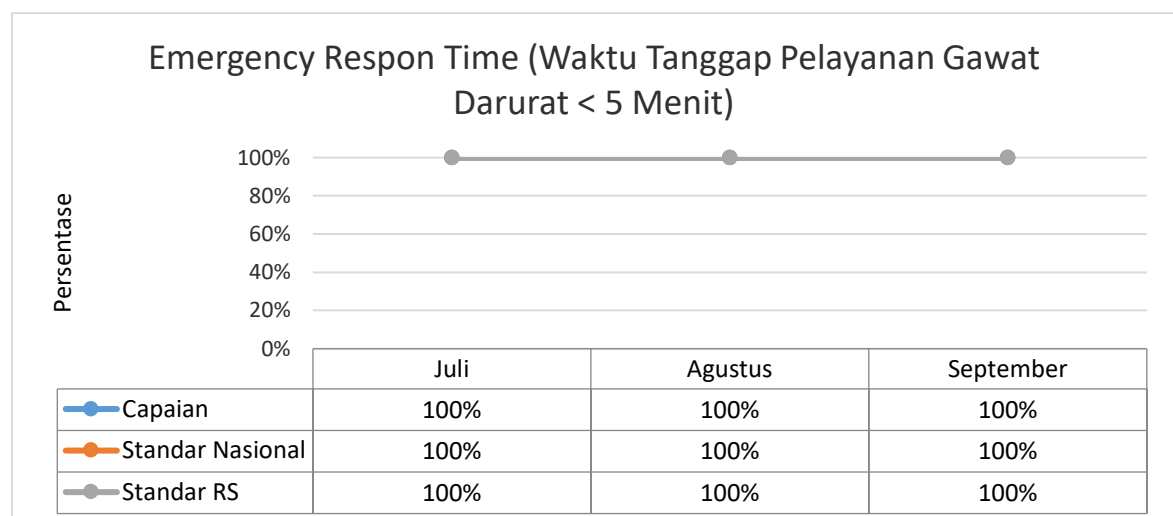 Emergency Respon Time (Waktu Tanggap Pelayanan Gawat
Darurat < 5 Menit)
Persentase
100%
80%
60%
40%
20%
0%
Juli Agustus September
Capaian 100% 100% 100%
Standar Nasional 100% 100% 100%
Standar RS 100% 100% 100%